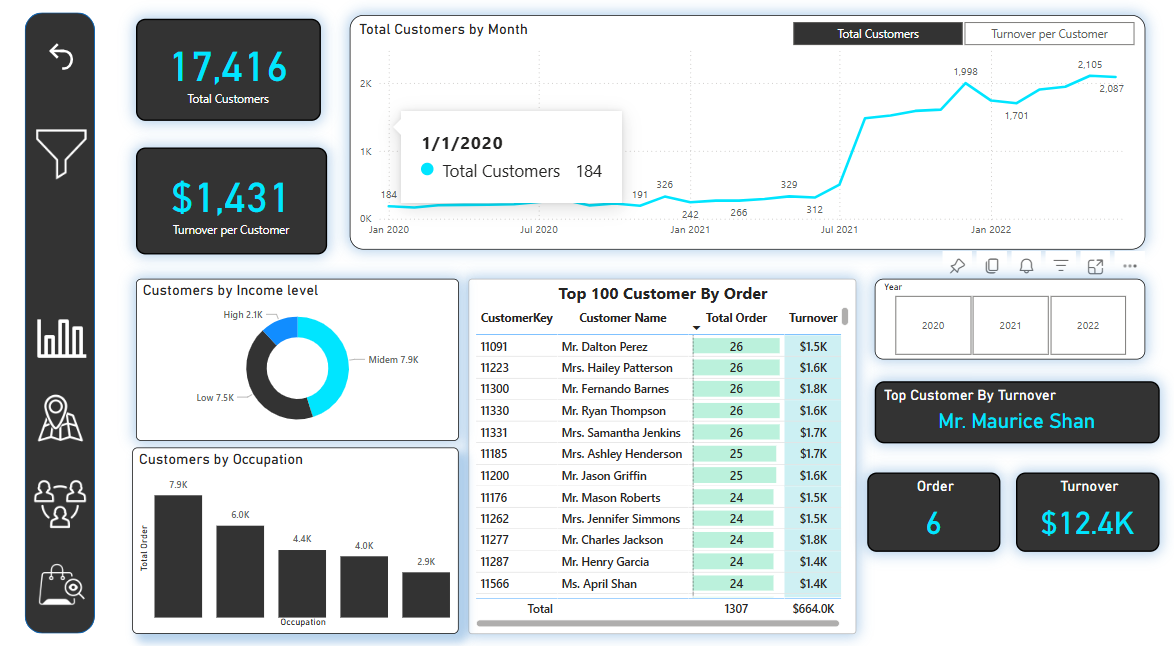 17,416
Total Customers
$1,431
Turnover per Customer
Total Customers by Month
Total Customers
Turnover per Customer
2K
1K
0K
1/1/2020
Total Customers 184
184
191
326
242
266
329
312
1,998
1,701
2,105
2,087
Jan 2020
Jul 2020
Jan 2021
Jul 2021
Jan 2022
Customers by Income level
High 2.1K
Midem 7.9K
Low 7.5K
Customers by Occupation
Total Order
7.9K
6.0K
4.4K
4.0K
2.9K
Occupation
Top 100 Customer By Order
CustomerKey Customer Name Total Order Turnover
11091 Mr. Dalton Perez 26 $1.5K
11223 Mrs. Hailey Patterson 26 $1.6K
11300 Mr. Fernando Barnes 26 $1.8K
11330 Mr. Ryan Thompson 26 $1.6K
11331 Mrs. Samantha Jenkins 26 $1.7K
11185 Mrs. Ashley Henderson 25 $1.7K
11200 Mr. Jason Griffin 25 $1.6K
11176 Mr. Mason Roberts 24 $1.5K
11262 Mrs. Jennifer Simmons 24 $1.5K
11277 Mr. Charles Jackson 24 $1.8K
11287 Mr. Henry Garcia 24 $1.4K
11566 Ms. April Shan 24 $1.4K
Total 1307 $664.0K
Year
2020
2021
2022
Top Customer By Turnover
Mr. Maurice Shan
Order
6
Turnover
$12.4K